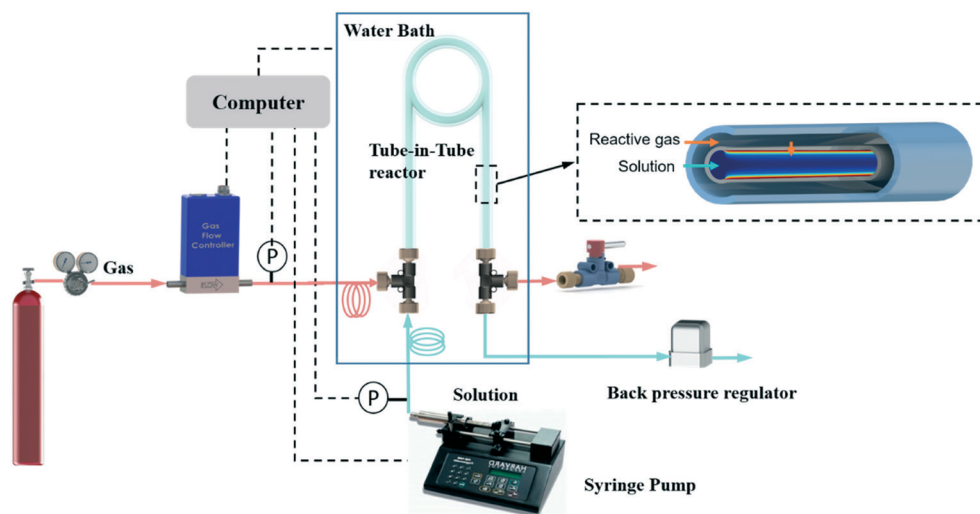 Water Bath
Computer
Tube-in-Tube
reactor
Reactive gas
Solution
Gas
Flow
Controller
P
Gas
P
Solution
HARVARD
Back pressure regulator
Syringe Pump